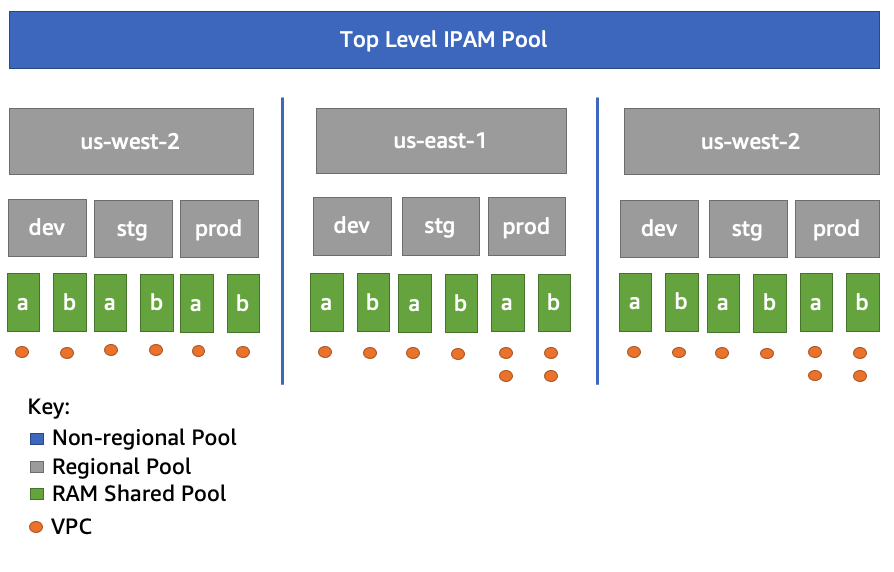 Top Level IPAM Pool
us-west-2 us-east-1 us-west-2
dev stg prod dev stg prod dev stg prod
a b a b a b a b a b a b a b a b a b
Key:
Non-regional Pool
Regional Pool
RAM Shared Pool
VPC